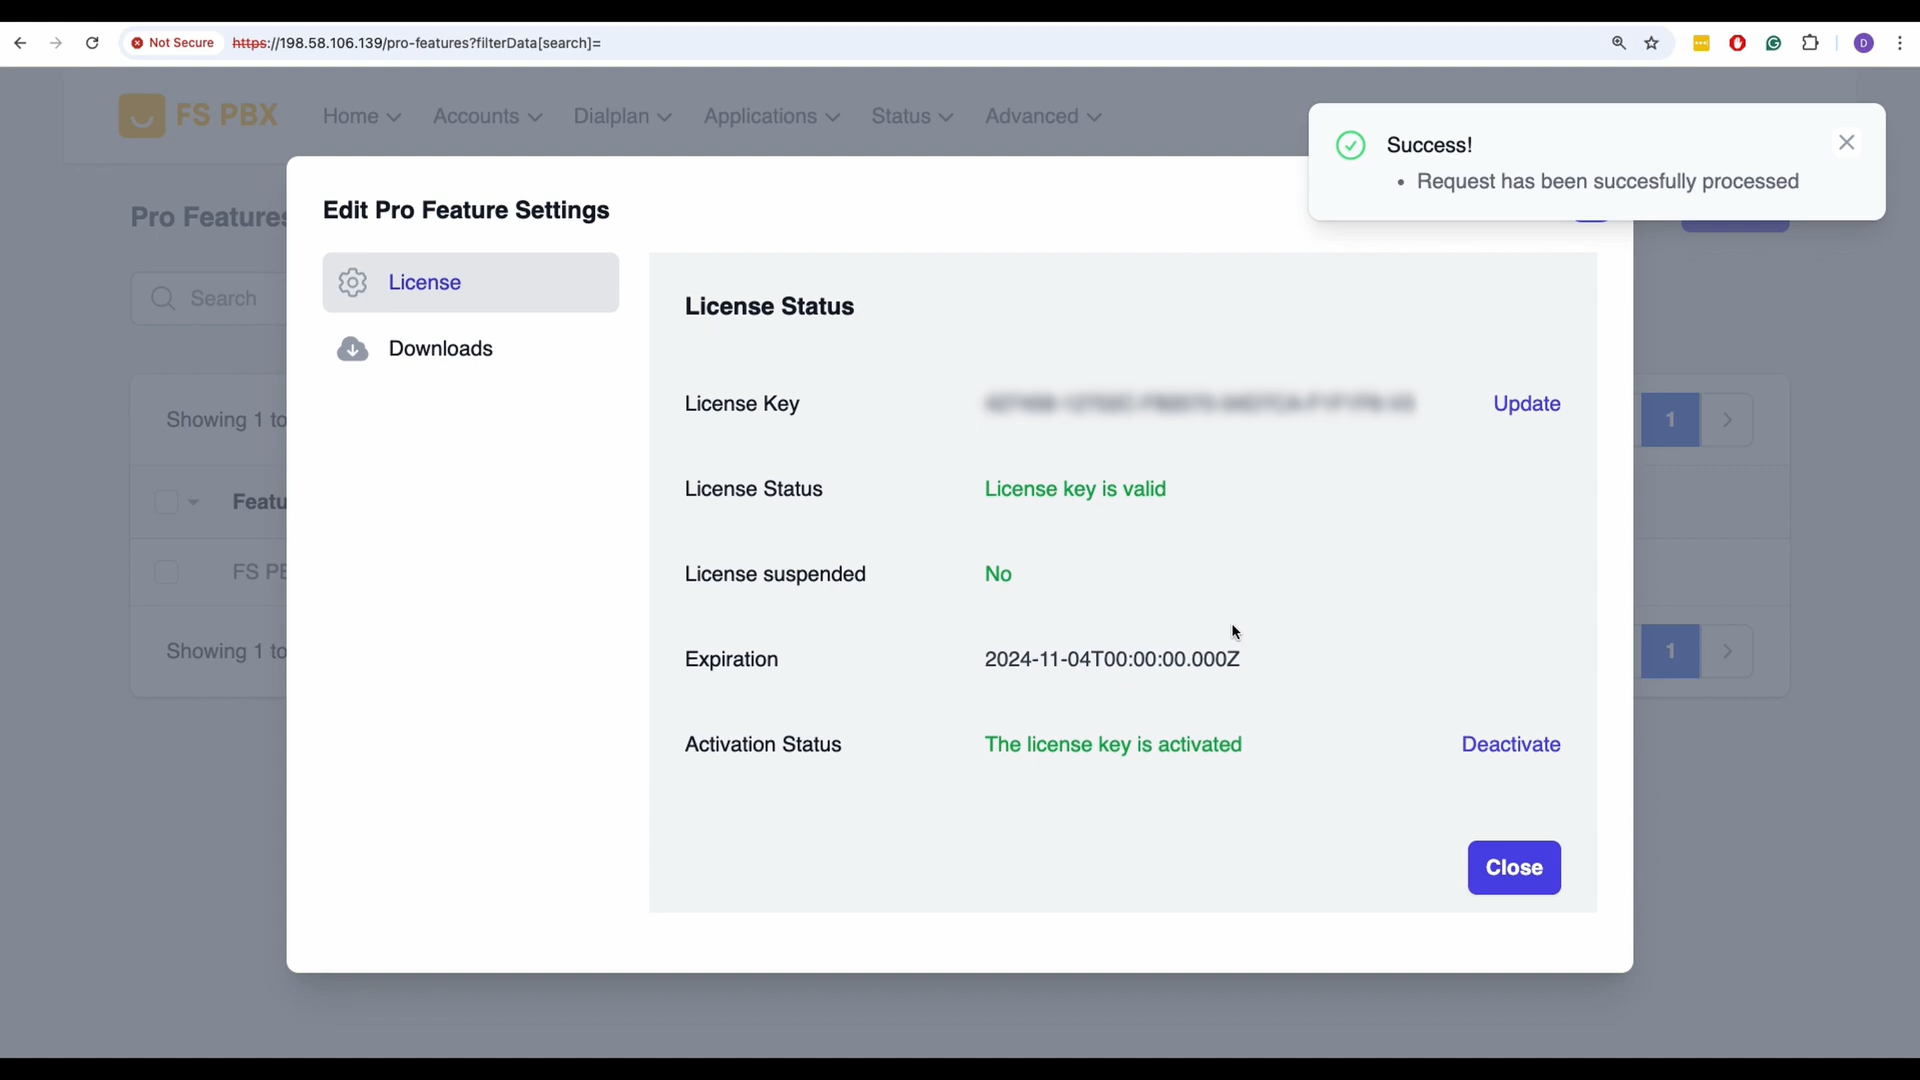 Not Secure https://198.58.106.139/pro-features?filterData[search]=
D
FS PBX Home Accounts Dialplan Applications Status Advanced
Success!
Request has been succesfully processed
Pro Features
Edit Pro Feature Settings
Search
License
Downloads
License Status
License Key Update
License Status License key is valid
License suspended No
Expiration 2024-11-04T00:00:00.000Z
Activation Status The license key is activated Deactivate
Close
Showing 1 to
1
Featu
FS PB
Showing 1 to
1